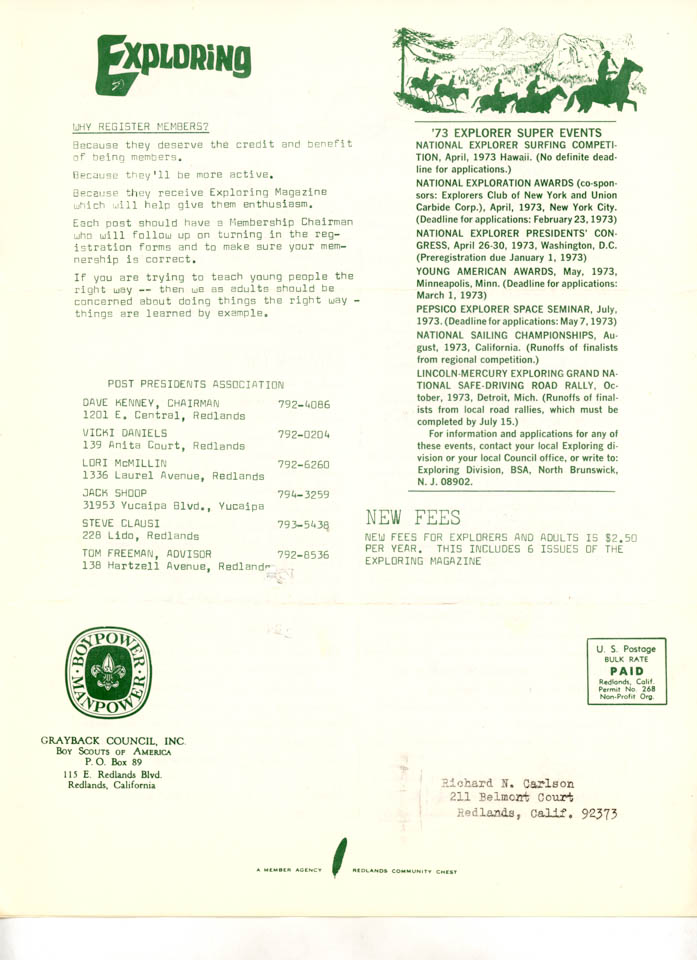 EXPLORING
WHY REGISTER MEMBERS?
Because they deserve the credit and benefit
of being members.
Because they'll be more active.
Because they receive Exploring Magazine
which will help give them enthusiasm.
Each post should have a Membership Chairman
who will follow up on turning in the reg-
istration forms and to make sure your mem-
nership is correct.
If you are trying to teach young people the
right way -- then we as adults should be
concerned about doing things the right way -
things are learned by example.
POST PRESIDENTS ASSOCIATION
DAVE KENNEY, CHAIRMAN 792-4086
1201 E. Central, Redlands
VICKI DANIELS 792-0204
139 Anita Court, Redlands
LORI McMILLIN 792-6260
1336 Laurel Avenue, Redlands
JACK SHOOP 794-3259
31953 Yucaipa Blvd., Yucaipa
STEVE CLAUSI 793-5438
228 Lido, Redlands
TOM FREEMAN, ADVISOR 792-8536
138 Hartzell Avenue, Redlands
'73 EXPLORER SUPER EVENTS
NATIONAL EXPLORER SURFING COMPETI-
TION, April, 1973 Hawaii. (No definite dead-
line for applications.)
NATIONAL EXPLORATION AWARDS (co-spon-
sors: Explorers Club of New York and Union
Carbide Corp.), April, 1973, New York City.
(Deadline for applications: February 23, 1973)
NATIONAL EXPLORER PRESIDENTS' CON-
GRESS, April 26-30, 1973, Washington, D.C.
(Preregistration due January 1, 1973)
YOUNG AMERICAN AWARDS, May, 1973,
Minneapolis, Minn. (Deadline for applications:
March 1, 1973)
PEPSICO EXPLORER SPACE SEMINAR, July,
1973. (Deadline for applications: May 7, 1973)
NATIONAL SAILING CHAMPIONSHIPS, Au-
gust, 1973, California. (Runoffs of finalists
from regional competition.)
LINCOLN-MERCURY EXPLORING GRAND NA-
TIONAL SAFE-DRIVING ROAD RALLY, Oc-
tober, 1973, Detroit, Mich. (Runoffs of final-
ists from local road rallies, which must be
completed by July 15.)
For information and applications for any of
these events, contact your local Exploring di-
vision or your local Council office, or write to:
Exploring Division, BSA, North Brunswick,
N. J. 08902.
NEW FEES
NEW FEES FOR EXPLORERS AND ADULTS IS $2.50
PER YEAR. THIS INCLUDES 6 ISSUES OF THE
EXPLORING MAGAZINE
BOYPOWER · MANPOWER ·
GRAYBACK COUNCIL, INC.
BOY SCOUTS OF AMERICA
P. O. Box 89
115 E. Redlands Blvd.
Redlands, California
U. S. Postage
BULK RATE
PAID
Redlands, Calif.
Permit No. 268
Non-Profit Org.
Richard N. Carlson
211 Belmont Court
Redlands, Calif. 92373
A MEMBER AGENCY REDLANDS COMMUNITY CHEST